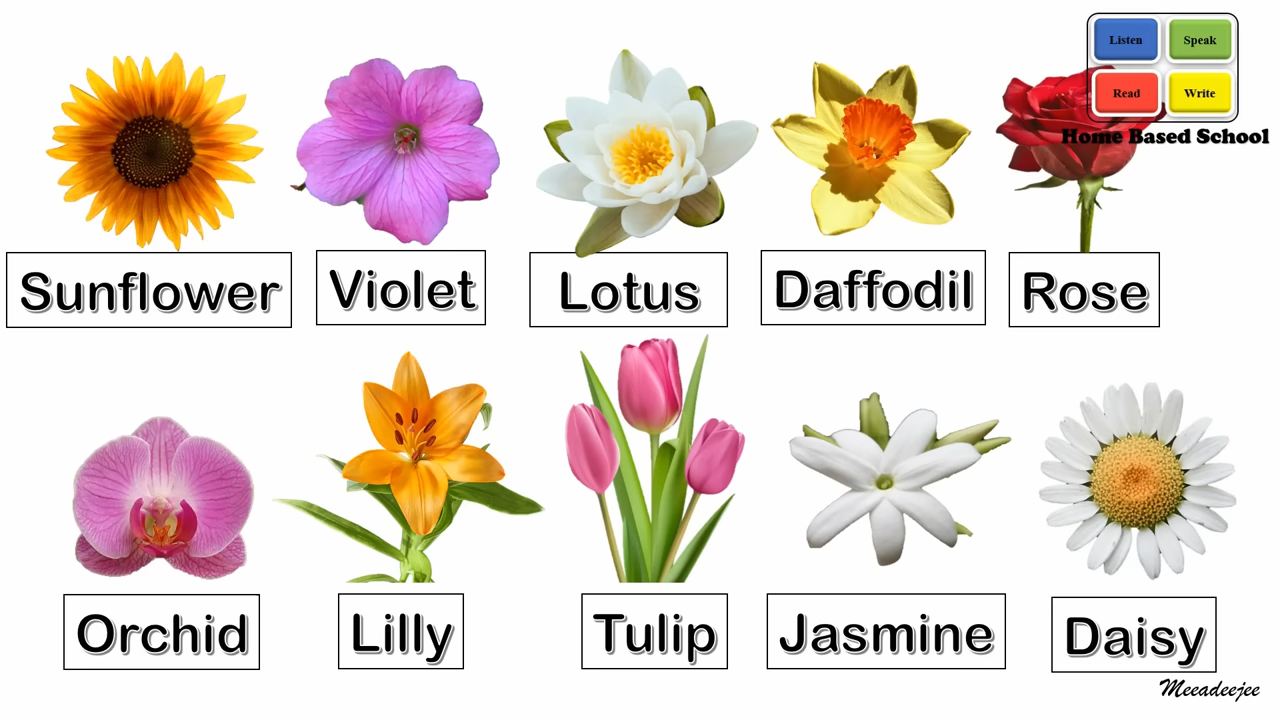 Listen Speak
Read Write
Home Based School
Sunflower Violet Lotus Daffodil Rose
Orchid Lilly Tulip Jasmine Daisy
Meeadeejee